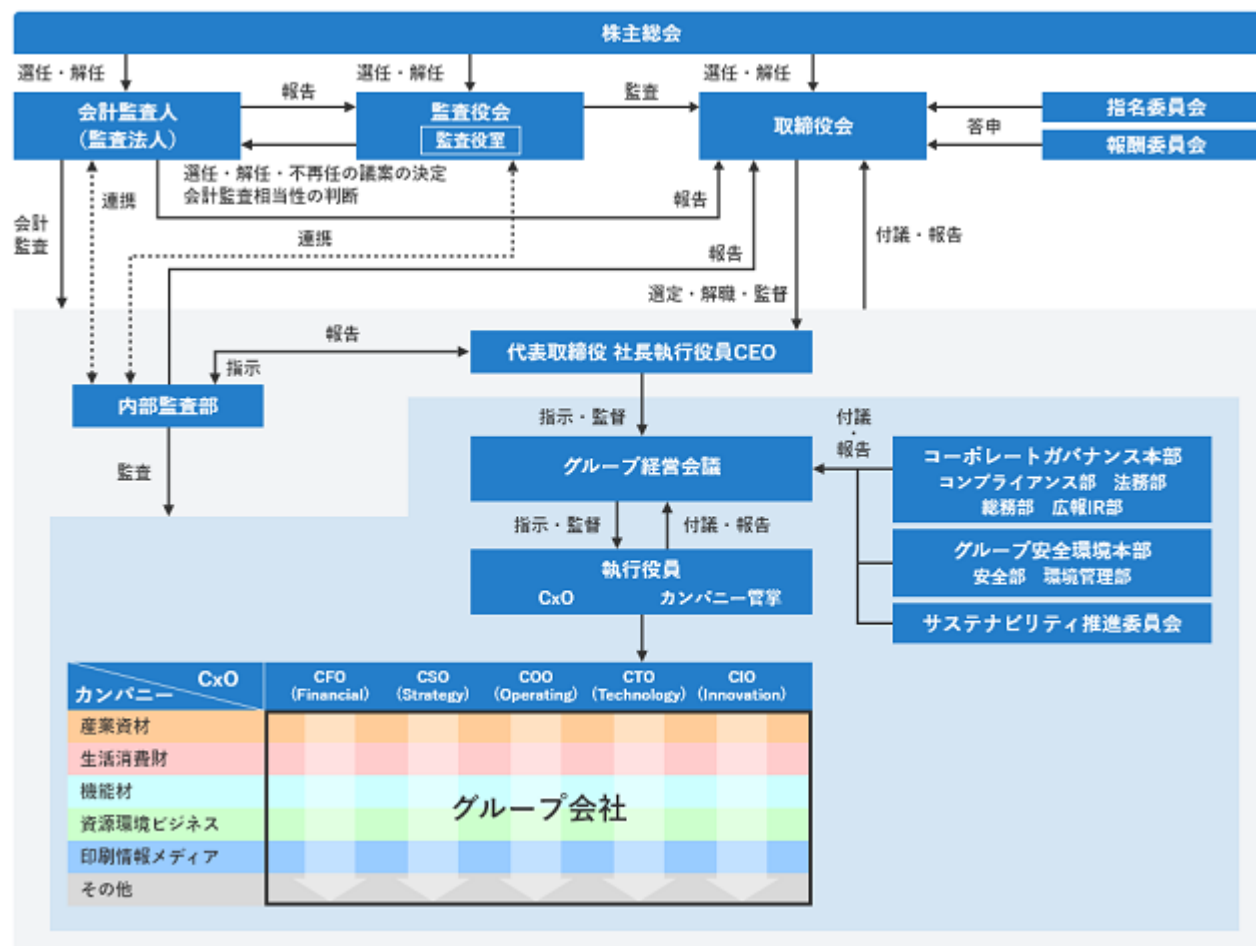 株主総会
選任・解任
選任・解任
選任・解任
会計監査人
（監査法人）
報告
監査役会
監査役室
監査
取締役会
答申
指名委員会
報酬委員会
選任・解任・不再任の議案の決定
会計監査相当性の判断
連携
報告
会計
監査
連携
報告
付議・報告
選定・解職・監督
報告
指示
代表取締役 社長執行役員CEO
内部監査部
監査
指示・監督
付議
・
報告
グループ経営会議
コーポレートガバナンス本部
コンプライアンス部　法務部
総務部　広報IR部
指示・監督
付議・報告
グループ安全環境本部
安全部　環境管理部
執行役員
CxO　カンパニー管掌
サステナビリティ推進委員会
CxO
カンパニー
CFO
(Financial)
CSO
(Strategy)
COO
(Operating)
CTO
(Technology)
CIO
(Innovation)
産業資材
生活消費財
機能材
資源環境ビジネス
印刷情報メディア
その他
グループ会社